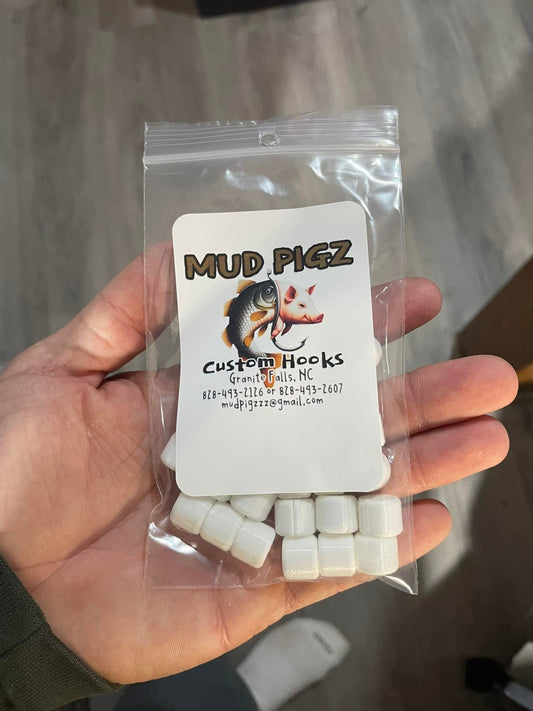 MUD PIGZ
Custom Hooks
Granite Falls, NC
828-493-2126 or 828-493-2607
mudpigzzz@gmail.com